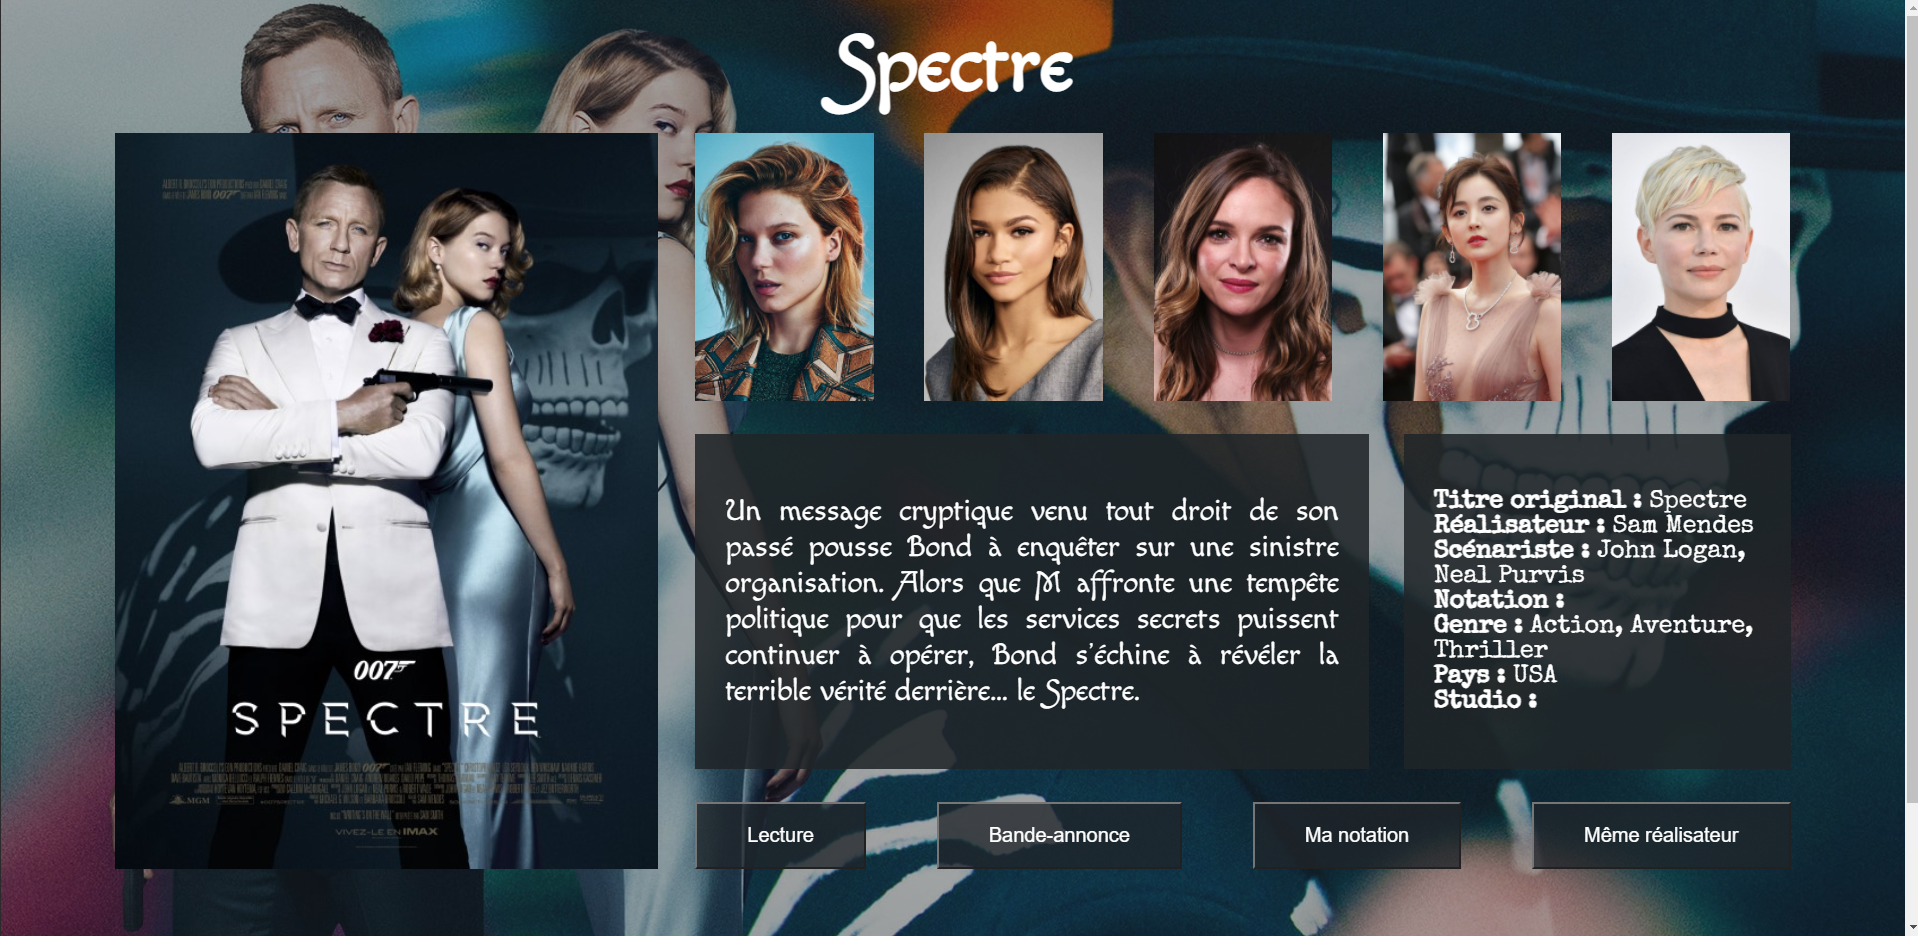 Spectre
007
SPECTRE
MGM
VIVEZ-LE EN IMAX
Un message cryptique venu tout droit de son
passé pousse Bond à enquêter sur une sinistre
organisation. Alors que M affronte une tempête
politique pour que les services secrets puissent
continuer à opérer, Bond s'échine à révéler la
terrible vérité derrière... le Spectre.
Titre original : Spectre
Réalisateur : Sam Mendes
Scénariste : John Logan,
Neal Purvis
Notation :
Genre : Action, Aventure,
Thriller
Pays : USA
Studio :
Lecture
Bande-annonce
Ma notation
Même réalisateur